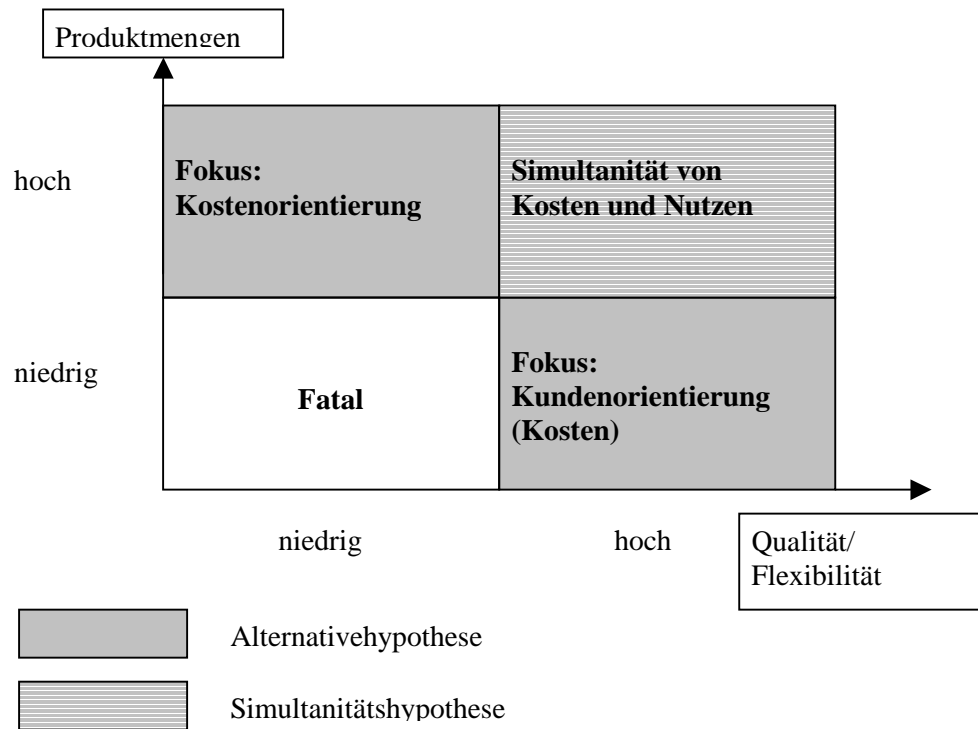 Produktmengen
hoch
Fokus:
Kostenorientierung
Simultanität von
Kosten und Nutzen
niedrig
Fatal
Fokus:
Kundenorientierung
(Kosten)
niedrig
hoch
Qualität/
Flexibilität
Alternativehypothese
Simultanitätshypothese